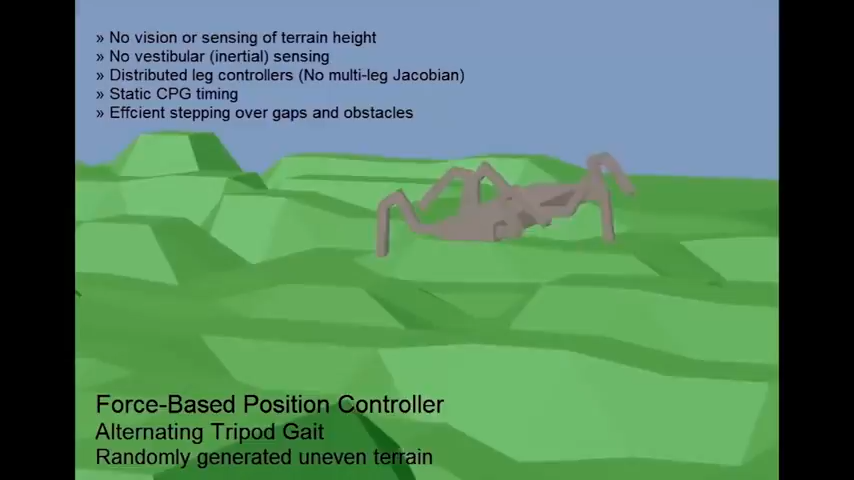 » No vision or sensing of terrain height
» No vestibular (inertial) sensing
» Distributed leg controllers (No multi-leg Jacobian)
» Static CPG timing
» Effcient stepping over gaps and obstacles
Force-Based Position Controller
Alternating Tripod Gait
Randomly generated uneven terrain